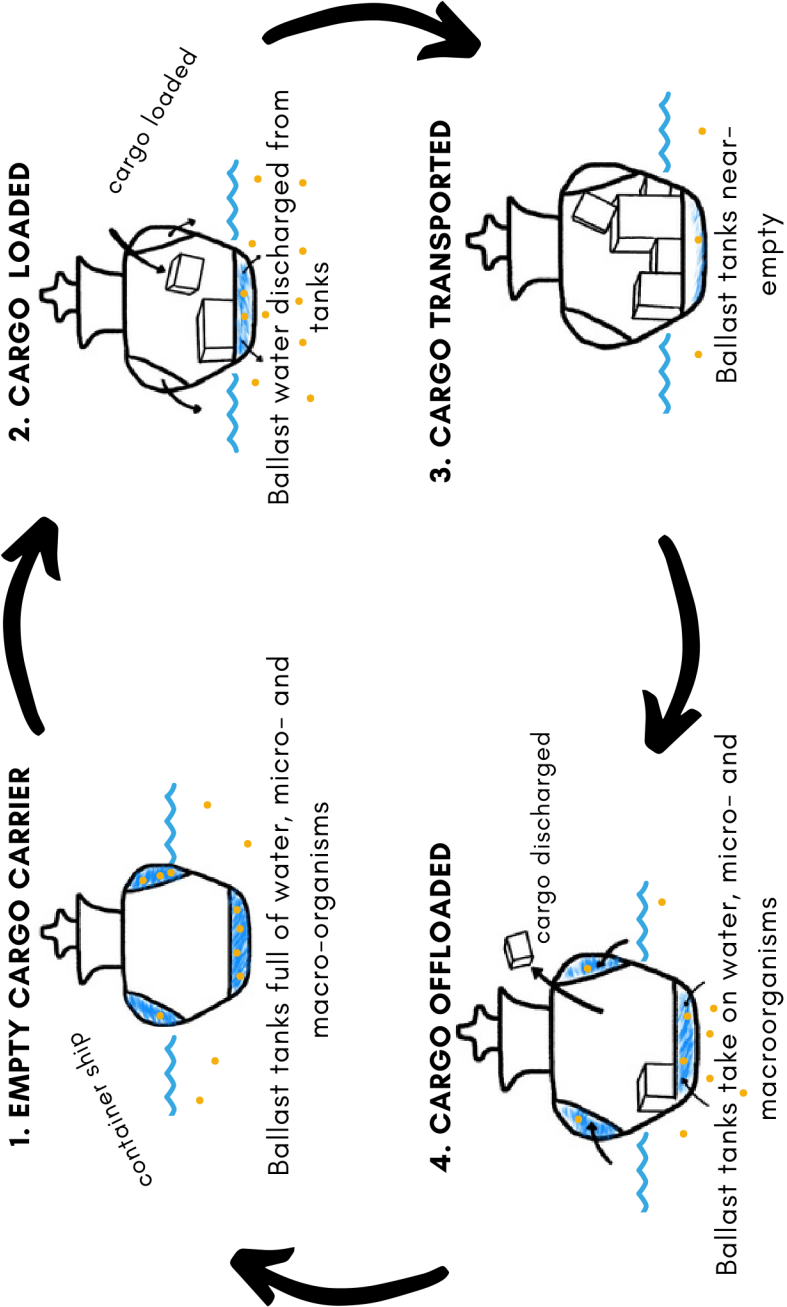 1. EMPTY CARGO CARRIER
container ship
Ballast tanks full of water, micro- and
macro-organisms
2. CARGO LOADED
cargo loaded
Ballast water discharged from
tanks
3. CARGO TRANSPORTED
Ballast tanks near-
empty
4. CARGO OFFLOADED
cargo discharged
Ballast tanks take on water, micro- and
macroorganisms